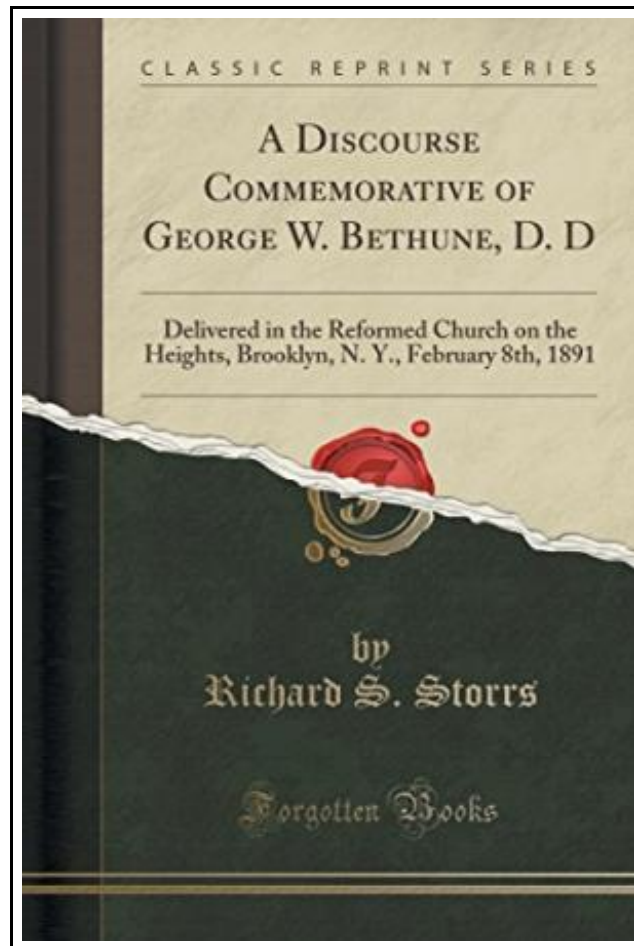 CLASSIC REPRINT SERIES
A DISCOURSE
COMMEMORATIVE OF
GEORGE W. BETHUNE, D. D
Delivered in the Reformed Church on the
Heights, Brooklyn, N. Y., February 8th, 1891
by
Richard S. Storrs
Forgotten Books